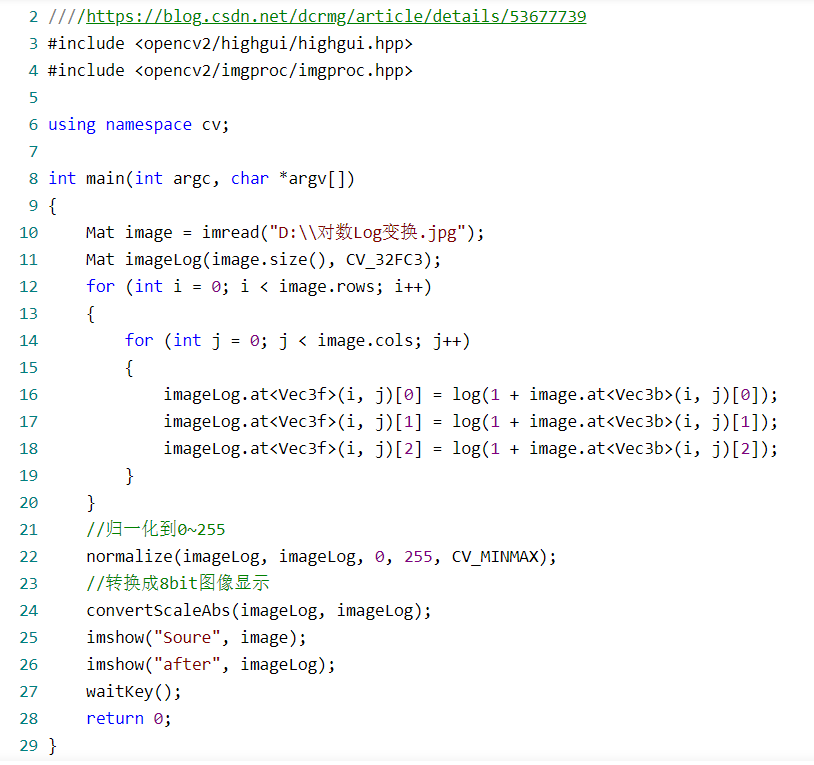 2 ////https://blog.csdn.net/dcrmg/article/details/53677739
3 #include <opencv2/highgui/highgui.hpp>
4 #include <opencv2/imgproc/imgproc.hpp>
5
6 using namespace cv;
7
8 int main(int argc, char *argv[])
9 {
10     Mat image = imread("D:\\对数Log变换.jpg");
11     Mat imageLog(image.size(), CV_32FC3);
12     for (int i = 0; i < image.rows; i++)
13     {
14         for (int j = 0; j < image.cols; j++)
15         {
16             imageLog.at<Vec3f>(i, j)[0] = log(1 + image.at<Vec3b>(i, j)[0]);
17             imageLog.at<Vec3f>(i, j)[1] = log(1 + image.at<Vec3b>(i, j)[1]);
18             imageLog.at<Vec3f>(i, j)[2] = log(1 + image.at<Vec3b>(i, j)[2]);
19         }
20     }
21     //归一化到0~255
22     normalize(imageLog, imageLog, 0, 255, CV_MINMAX);
23     //转换成8bit图像显示
24     convertScaleAbs(imageLog, imageLog);
25     imshow("Soure", image);
26     imshow("after", imageLog);
27     waitKey();
28     return 0;
29 }